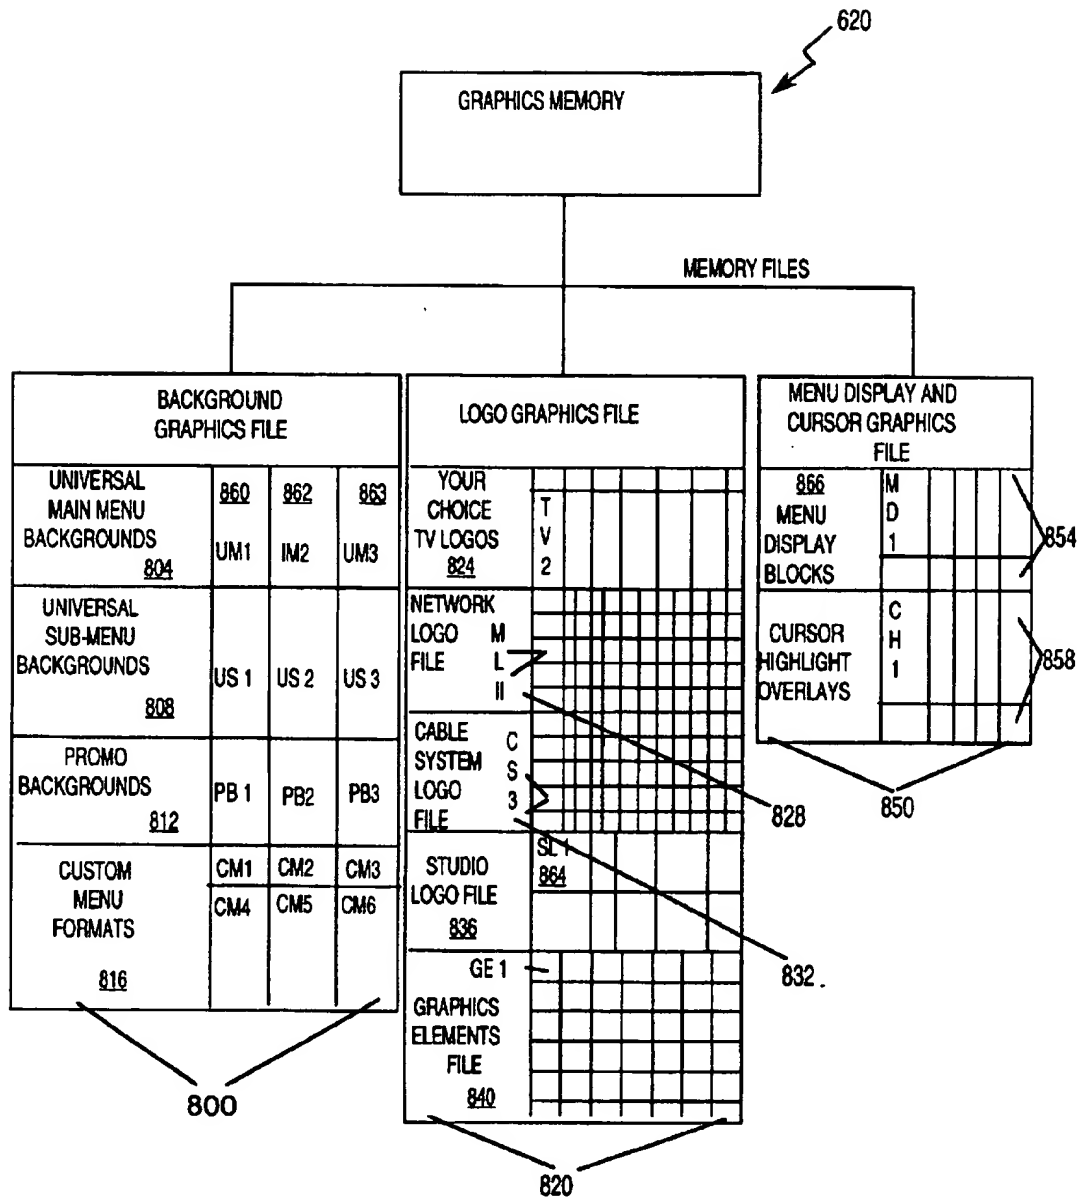 620
GRAPHICS MEMORY
MEMORY FILES
BACKGROUND
GRAPHICS FILE
UNIVERSAL
MAIN MENU
BACKGROUNDS
804
860
862
863
UM1
IM2
UM3
UNIVERSAL
SUB-MENU
BACKGROUNDS
808
US 1
US 2
US 3
PROMO
BACKGROUNDS
812
PB 1
PB2
PB3
CUSTOM
MENU
FORMATS
816
CM1
CM2
CM3
CM4
CM5
CM6
800
LOGO GRAPHICS FILE
YOUR
CHOICE
TV LOGOS
824
T
V
2
NETWORK
LOGO
FILE
M
L
II
828
CABLE
SYSTEM
LOGO
FILE
C
S
3
832.
STUDIO
LOGO FILE
836
SL 1
864
GE 1
GRAPHICS
ELEMENTS
FILE
840
820
MENU DISPLAY AND
CURSOR GRAPHICS
FILE
866
MENU
DISPLAY
BLOCKS
M
D
1
854
CURSOR
HIGHLIGHT
OVERLAYS
C
H
1
858
850